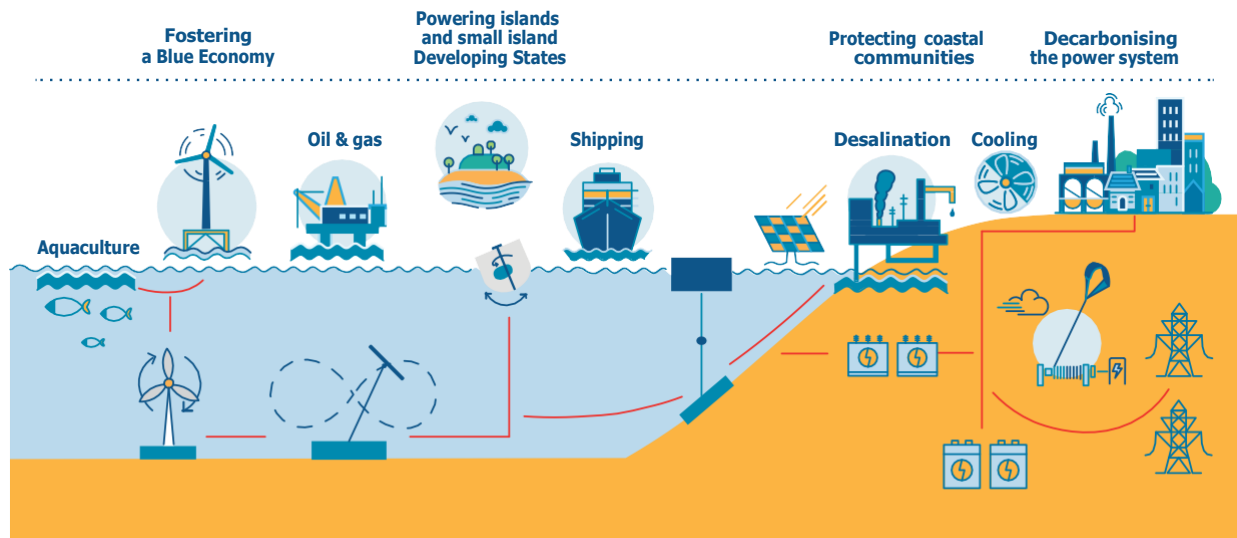 Fostering
a Blue Economy
Powering islands
and small island
Developing States
Protecting coastal
communities
Decarbonising
the power system
Oil & gas
Shipping
Desalination
Cooling
Aquaculture